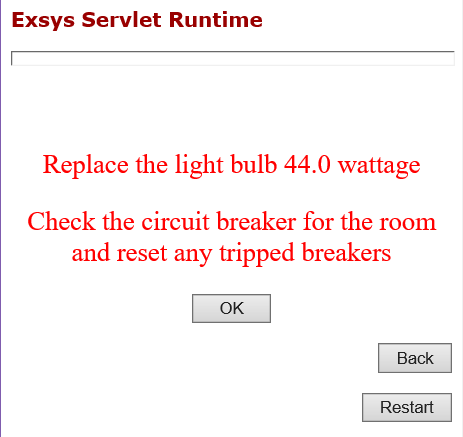 Exsys Servlet Runtime
Replace the light bulb 44.0 wattage
Check the circuit breaker for the room
and reset any tripped breakers
OK
Back
Restart